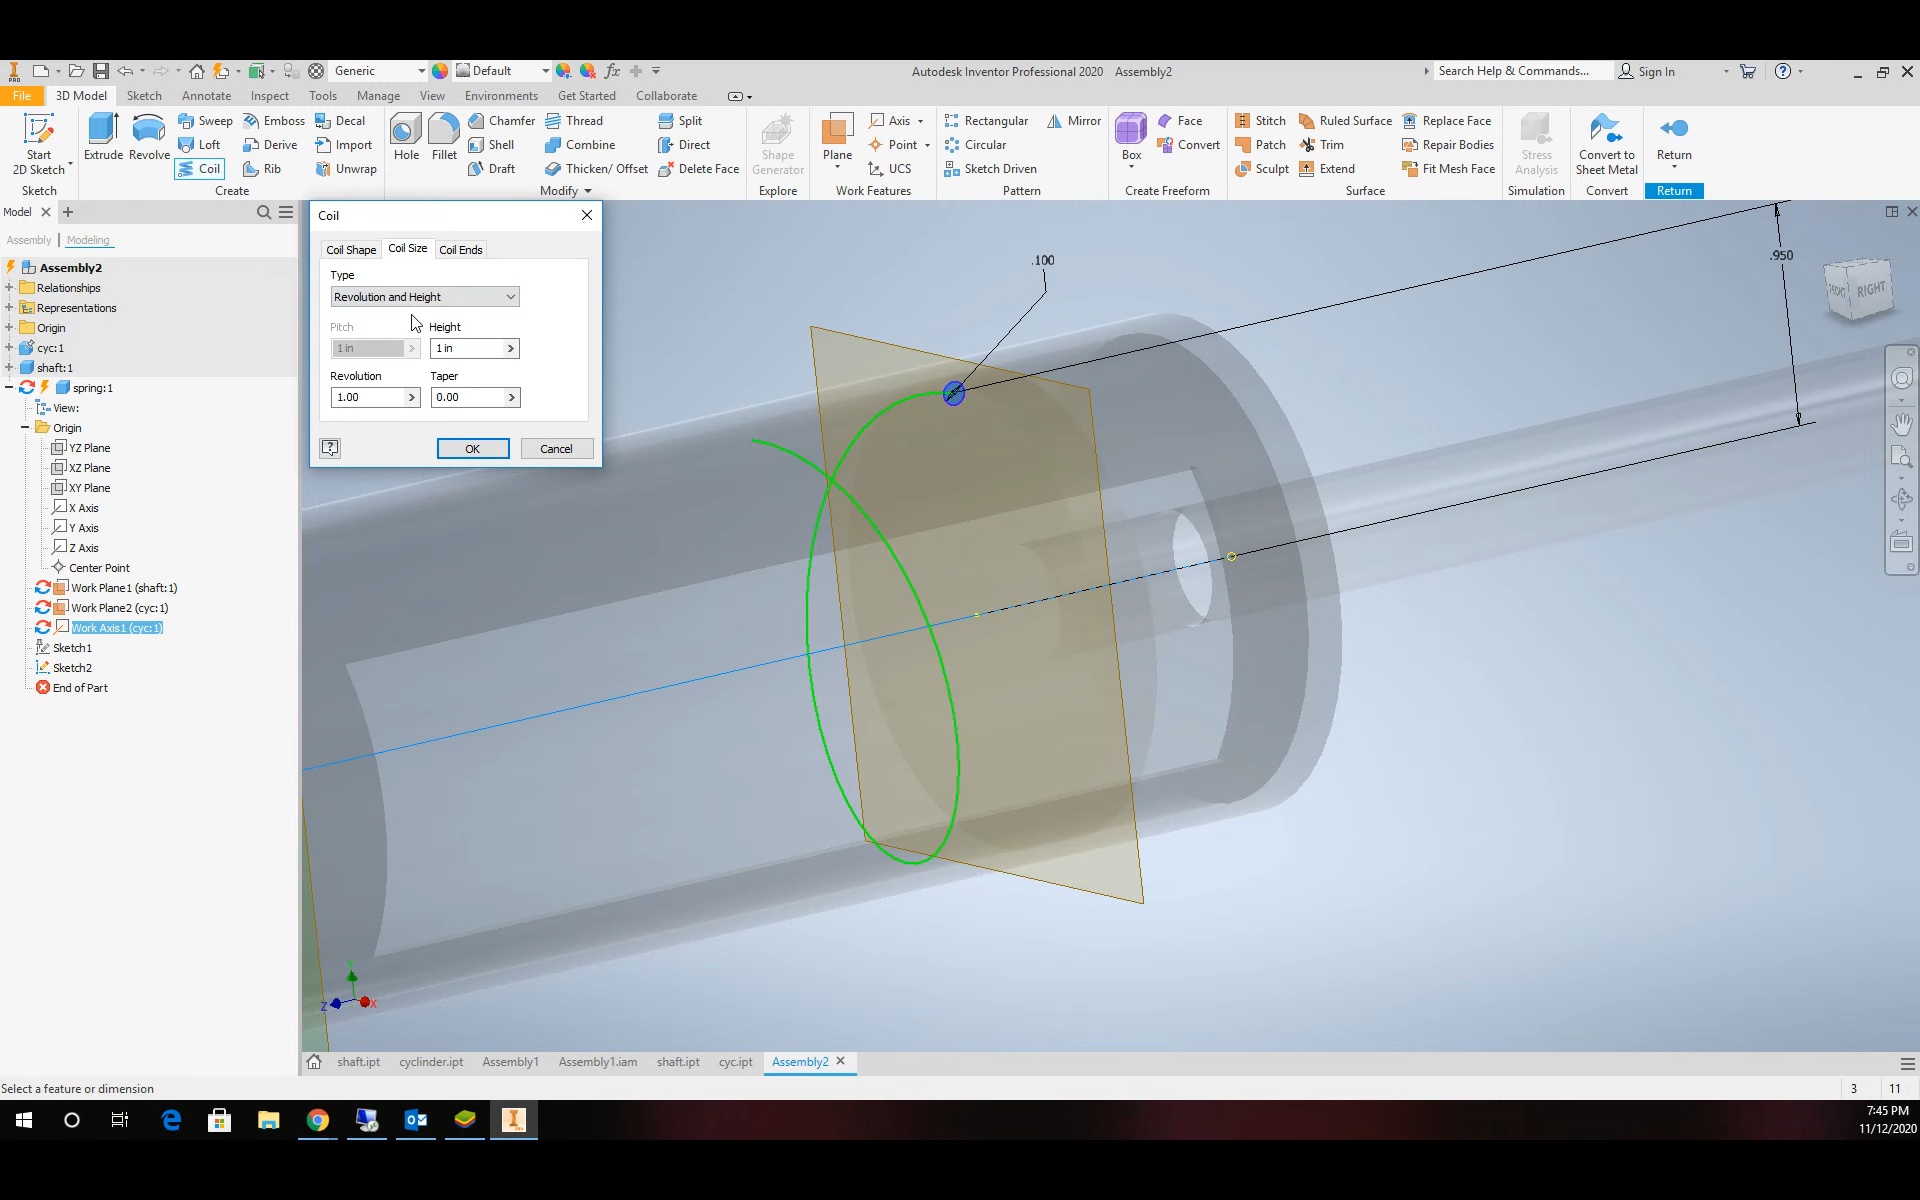 Generic
Default
Autodesk Inventor Professional 2020 Assembly2
Search Help & Commands...
Sign In
File 3D Model Sketch Annotate Inspect Tools Manage View Environments Get Started Collaborate
Start 2D Sketch
Sketch
Extrude
Revolve
Sweep
Loft
Coil
Emboss
Derive
Rib
Decal
Import
Unwrap
Create
Hole
Fillet
Chamfer
Shell
Draft
Thread
Combine
Thicken/ Offset
Split
Direct
Delete Face
Modify
Shape Generator
Explore
Plane
Axis
Point
UCS
Work Features
Rectangular
Circular
Sketch Driven
Mirror
Pattern
Box
Face
Convert
Create Freeform
Stitch
Patch
Sculpt
Ruled Surface
Trim
Extend
Replace Face
Repair Bodies
Fit Mesh Face
Surface
Stress Analysis
Simulation
Convert to Sheet Metal
Convert
Return
Return
Model
Assembly | Modeling
Assembly2
Relationships
Representations
Origin
cyc:1
shaft:1
spring:1
View:
Origin
YZ Plane
XZ Plane
XY Plane
X Axis
Y Axis
Z Axis
Center Point
Work Plane1 (shaft:1)
Work Plane2 (cyc:1)
Work Axis1 (cyc:1)
Sketch1
Sketch2
End of Part
Coil
Coil Shape Coil Size Coil Ends
Type
Revolution and Height
Pitch Height
1 in 1 in
Revolution Taper
1.00 0.00
OK Cancel
.100
.950
FRONT RIGHT
Y
Z X
shaft.ipt cyclinder.ipt Assembly1 Assembly1.iam shaft.ipt cyc.ipt Assembly2
Select a feature or dimension
3 11
7:45 PM
11/12/2020